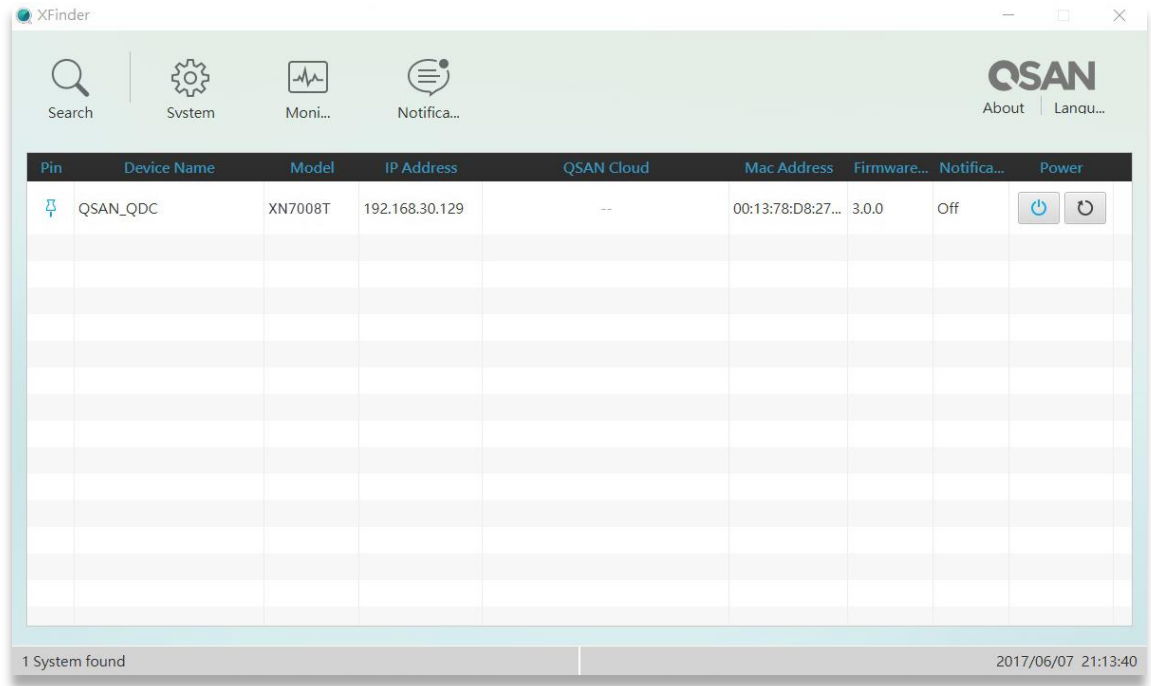 XFinder
QSAN
Search Svstem Moni... Notifica... About Langu...
Pin Device Name Model IP Address QSAN Cloud Mac Address Firmware... Notifica... Power
QSAN_QDC XN7008T 192.168.30.129 -- 00:13:78:D8:27... 3.0.0 Off
1 System found 2017/06/07 21:13:40